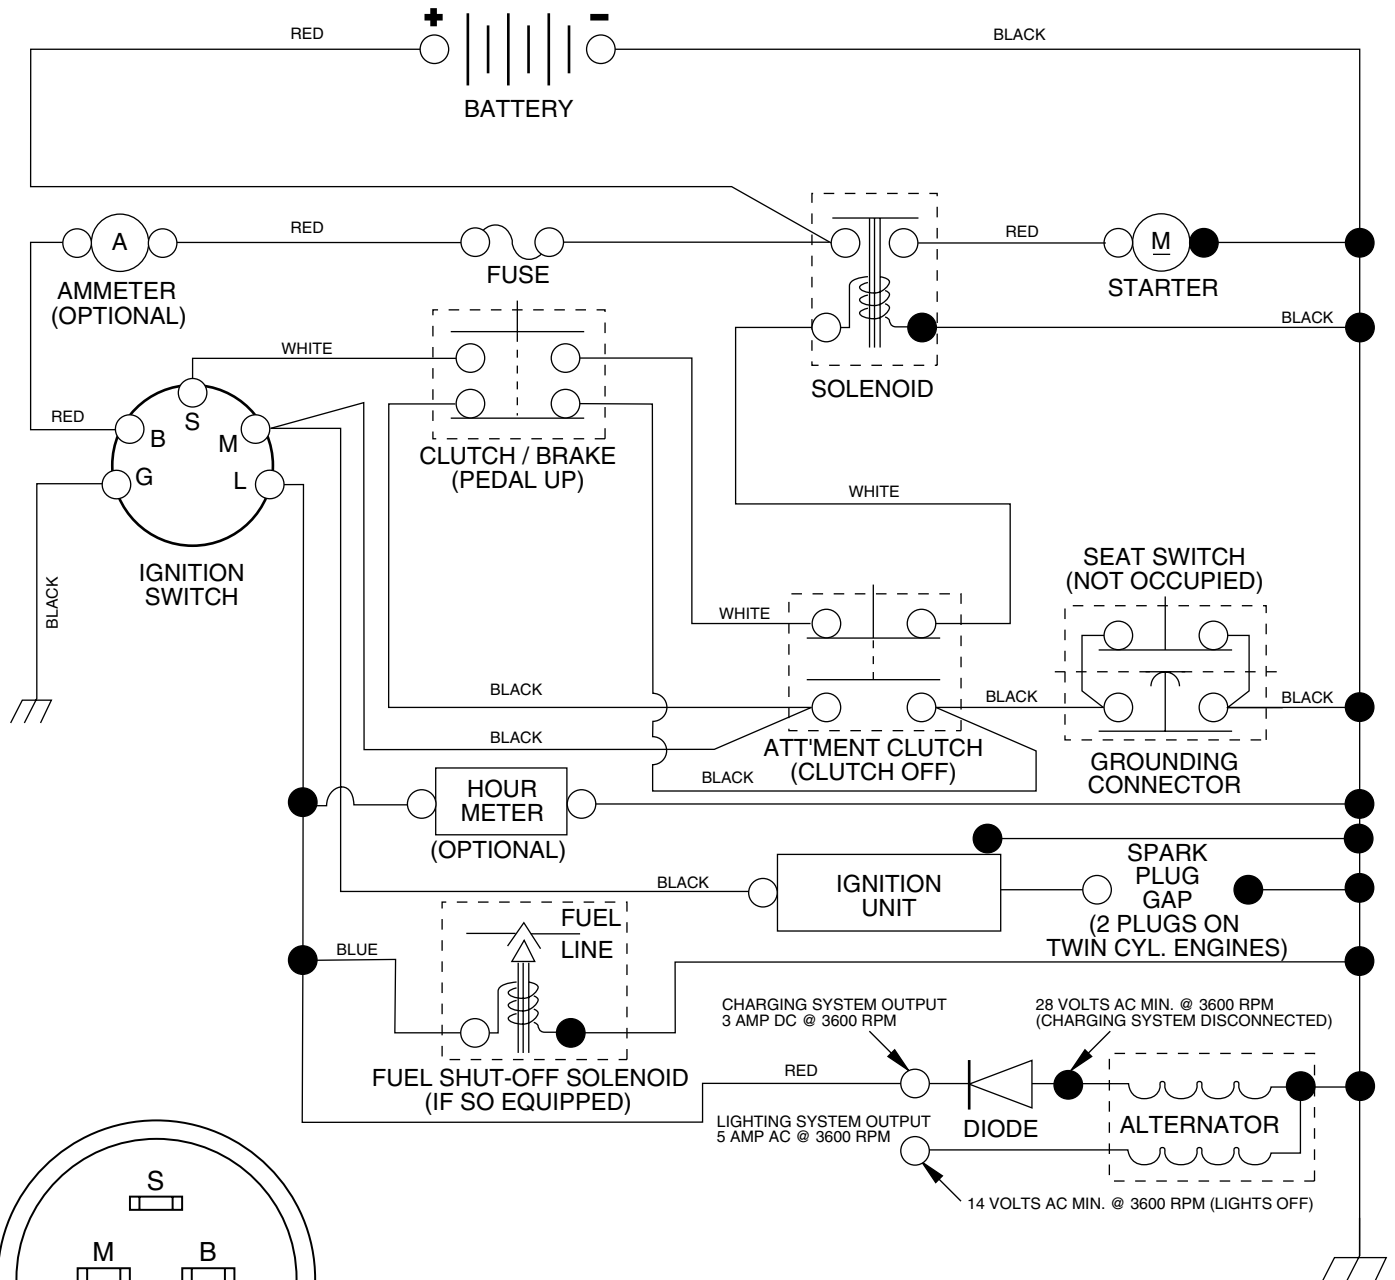 +
−
RED
BLACK
BATTERY
A
RED
FUSE
RED
M
STARTER
AMMETER
(OPTIONAL)
BLACK
WHITE
SOLENOID
RED
S
B
M
CLUTCH / BRAKE
(PEDAL UP)
G
L
WHITE
IGNITION
SWITCH
BLACK
SEAT SWITCH
(NOT OCCUPIED)
WHITE
BLACK
BLACK
BLACK
BLACK
ATT'MENT CLUTCH
(CLUTCH OFF)
GROUNDING
CONNECTOR
BLACK
HOUR
METER
(OPTIONAL)
BLACK
IGNITION
UNIT
SPARK
PLUG
GAP
(2 PLUGS ON
TWIN CYL. ENGINES)
FUEL
LINE
BLUE
CHARGING SYSTEM OUTPUT
3 AMP DC @ 3600 RPM
28 VOLTS AC MIN. @ 3600 RPM
(CHARGING SYSTEM DISCONNECTED)
FUEL SHUT-OFF SOLENOID
(IF SO EQUIPPED)
RED
LIGHTING SYSTEM OUTPUT
5 AMP AC @ 3600 RPM
DIODE
ALTERNATOR
14 VOLTS AC MIN. @ 3600 RPM (LIGHTS OFF)
S
M
B